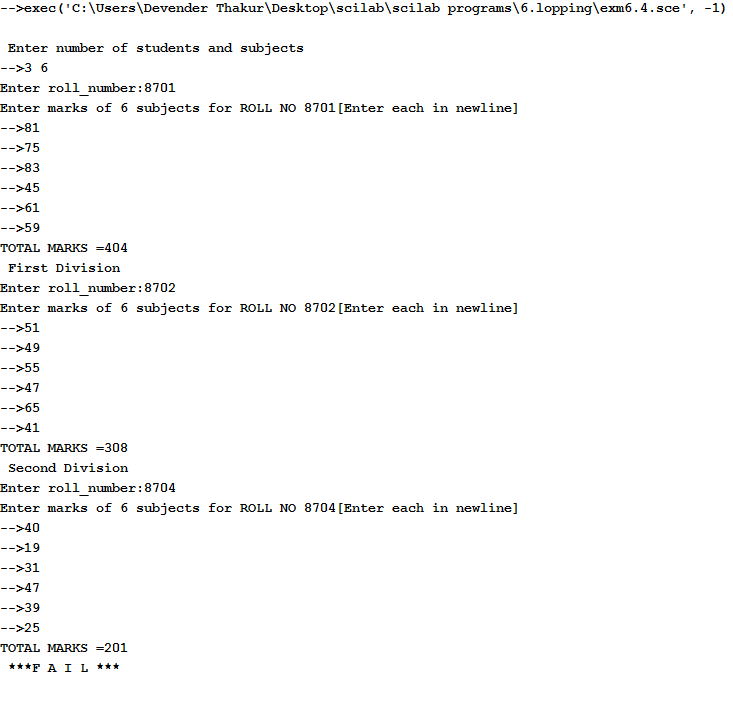 -->exec('C:\Users\Devender Thakur\Desktop\scilab\scilab programs\6.lopping\exm6.4.sce', -1)
Enter number of students and subjects
-->3 6
Enter roll_number:8701
Enter marks of 6 subjects for ROLL NO 8701[Enter each in newline]
-->81
-->75
-->83
-->45
-->61
-->59
TOTAL MARKS =404
First Division
Enter roll_number:8702
Enter marks of 6 subjects for ROLL NO 8702[Enter each in newline]
-->51
-->49
-->55
-->47
-->65
-->41
TOTAL MARKS =308
Second Division
Enter roll_number:8704
Enter marks of 6 subjects for ROLL NO 8704[Enter each in newline]
-->40
-->19
-->31
-->47
-->39
-->25
TOTAL MARKS =201
***F A I L ***